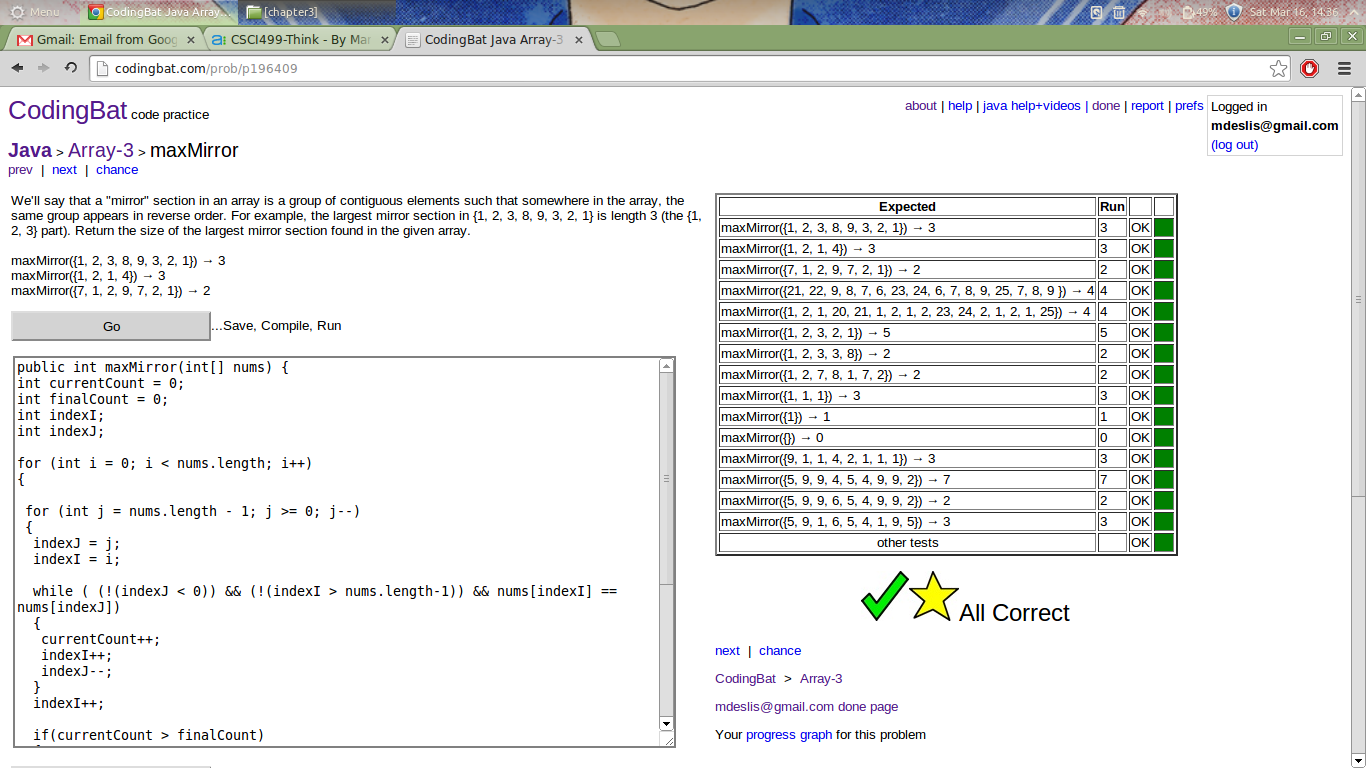 Menu
CodingBat Java Array...
[chapter3]
49%
Sat Mar 16, 14:36
Gmail: Email from Goog
CSCI499-Think - By Mar
CodingBat Java Array-3
codingbat.com/prob/p196409
CodingBat code practice
about | help | java help+videos | done | report | prefs
Logged in
mdeslis@gmail.com
(log out)
Java > Array-3 > maxMirror
prev | next | chance
We'll say that a "mirror" section in an array is a group of contiguous elements such that somewhere in the array, the
same group appears in reverse order. For example, the largest mirror section in {1, 2, 3, 8, 9, 3, 2, 1} is length 3 (the {1,
2, 3} part). Return the size of the largest mirror section found in the given array.
maxMirror({1, 2, 3, 8, 9, 3, 2, 1}) → 3
maxMirror({1, 2, 1, 4}) → 3
maxMirror({7, 1, 2, 9, 7, 2, 1}) → 2
Go
...Save, Compile, Run
public int maxMirror(int[] nums) {
int currentCount = 0;
int finalCount = 0;
int indexI;
int indexJ;
for (int i = 0; i < nums.length; i++)
{
for (int j = nums.length - 1; j >= 0; j--)
{
indexJ = j;
indexI = i;
while ( (!(indexJ < 0)) && (!(indexI > nums.length-1)) && nums[indexI] ==
nums[indexJ])
{
currentCount++;
indexI++;
indexJ--;
}
indexI++;
if(currentCount > finalCount)
Expected Run
maxMirror({1, 2, 3, 8, 9, 3, 2, 1}) → 3 3 OK
maxMirror({1, 2, 1, 4}) → 3 3 OK
maxMirror({7, 1, 2, 9, 7, 2, 1}) → 2 2 OK
maxMirror({21, 22, 9, 8, 7, 6, 23, 24, 6, 7, 8, 9, 25, 7, 8, 9 }) → 4 4 OK
maxMirror({1, 2, 1, 20, 21, 1, 2, 1, 2, 23, 24, 2, 1, 2, 1, 25}) → 4 4 OK
maxMirror({1, 2, 3, 2, 1}) → 5 5 OK
maxMirror({1, 2, 3, 3, 8}) → 2 2 OK
maxMirror({1, 2, 7, 8, 1, 7, 2}) → 2 2 OK
maxMirror({1, 1, 1}) → 3 3 OK
maxMirror({1}) → 1 1 OK
maxMirror({}) → 0 0 OK
maxMirror({9, 1, 1, 4, 2, 1, 1, 1}) → 3 3 OK
maxMirror({5, 9, 9, 4, 5, 4, 9, 9, 2}) → 7 7 OK
maxMirror({5, 9, 9, 6, 5, 4, 9, 9, 2}) → 2 2 OK
maxMirror({5, 9, 1, 6, 5, 4, 1, 9, 5}) → 3 3 OK
other tests OK
All Correct
next | chance
CodingBat > Array-3
mdeslis@gmail.com done page
Your progress graph for this problem